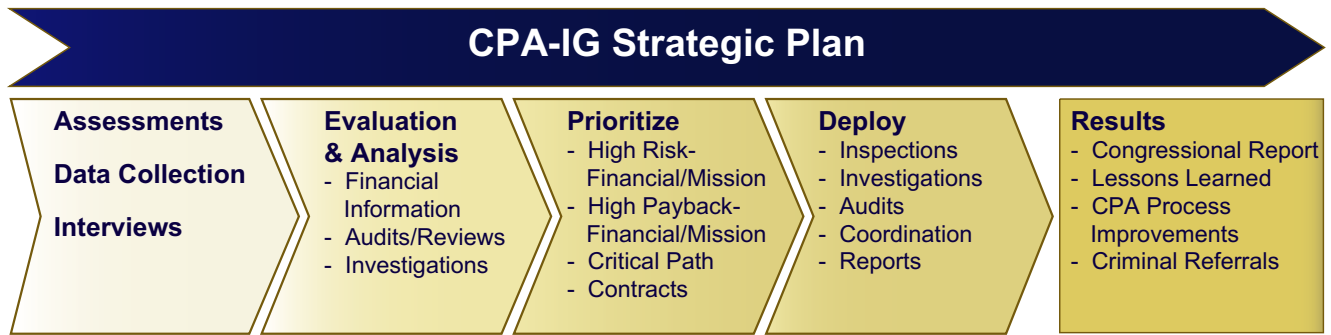 CPA-IG Strategic Plan
Assessments
Data Collection
Interviews
Evaluation
& Analysis
- Financial
Information
- Audits/Reviews
- Investigations
Prioritize
- High Risk-
Financial/Mission
- High Payback-
Financial/Mission
- Critical Path
- Contracts
Deploy
- Inspections
- Investigations
- Audits
- Coordination
- Reports
Results
- Congressional Report
- Lessons Learned
- CPA Process
Improvements
- Criminal Referrals